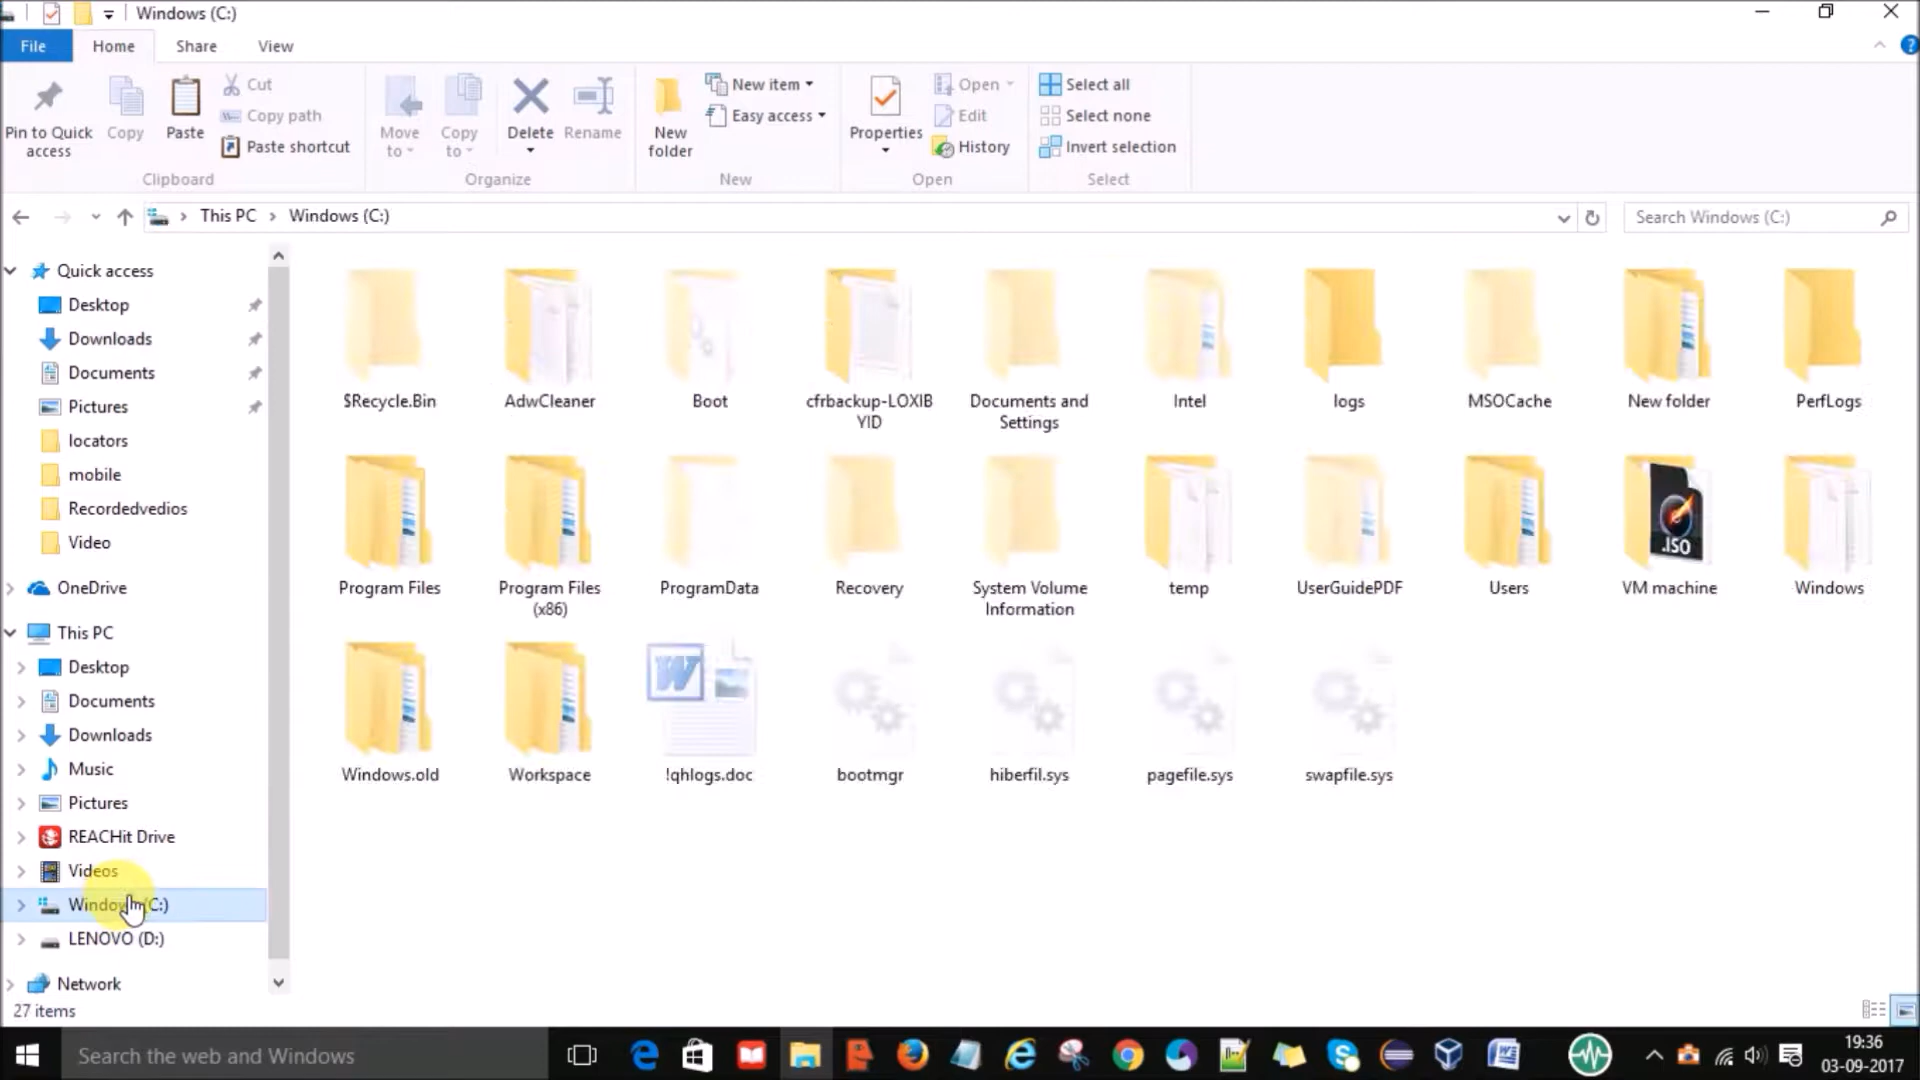 Windows (C:)
File Home Share View
Pin to Quick access
Copy
Paste
Cut
Copy path
Paste shortcut
Clipboard
Move to
Copy to
Delete
Rename
Organize
New folder
New item
Easy access
New
Properties
Open
Edit
History
Open
Select all
Select none
Invert selection
Select
This PC > Windows (C:)
Search Windows (C:)
Quick access
Desktop
Downloads
Documents
Pictures
locators
mobile
Recordedvedios
Video
OneDrive
This PC
Desktop
Documents
Downloads
Music
Pictures
REACHit Drive
Videos
Windows (C:)
LENOVO (D:)
Network
27 items
$Recycle.Bin
AdwCleaner
Boot
cfrbackup-LOXIB
YID
Documents and
Settings
Intel
logs
MSOCache
New folder
PerfLogs
Program Files
Program Files
(x86)
ProgramData
Recovery
System Volume
Information
temp
UserGuidePDF
Users
.ISO
VM machine
Windows
Windows.old
Workspace
W
!qhlogs.doc
bootmgr
hiberfil.sys
pagefile.sys
swapfile.sys
Search the web and Windows
19:36
03-09-2017